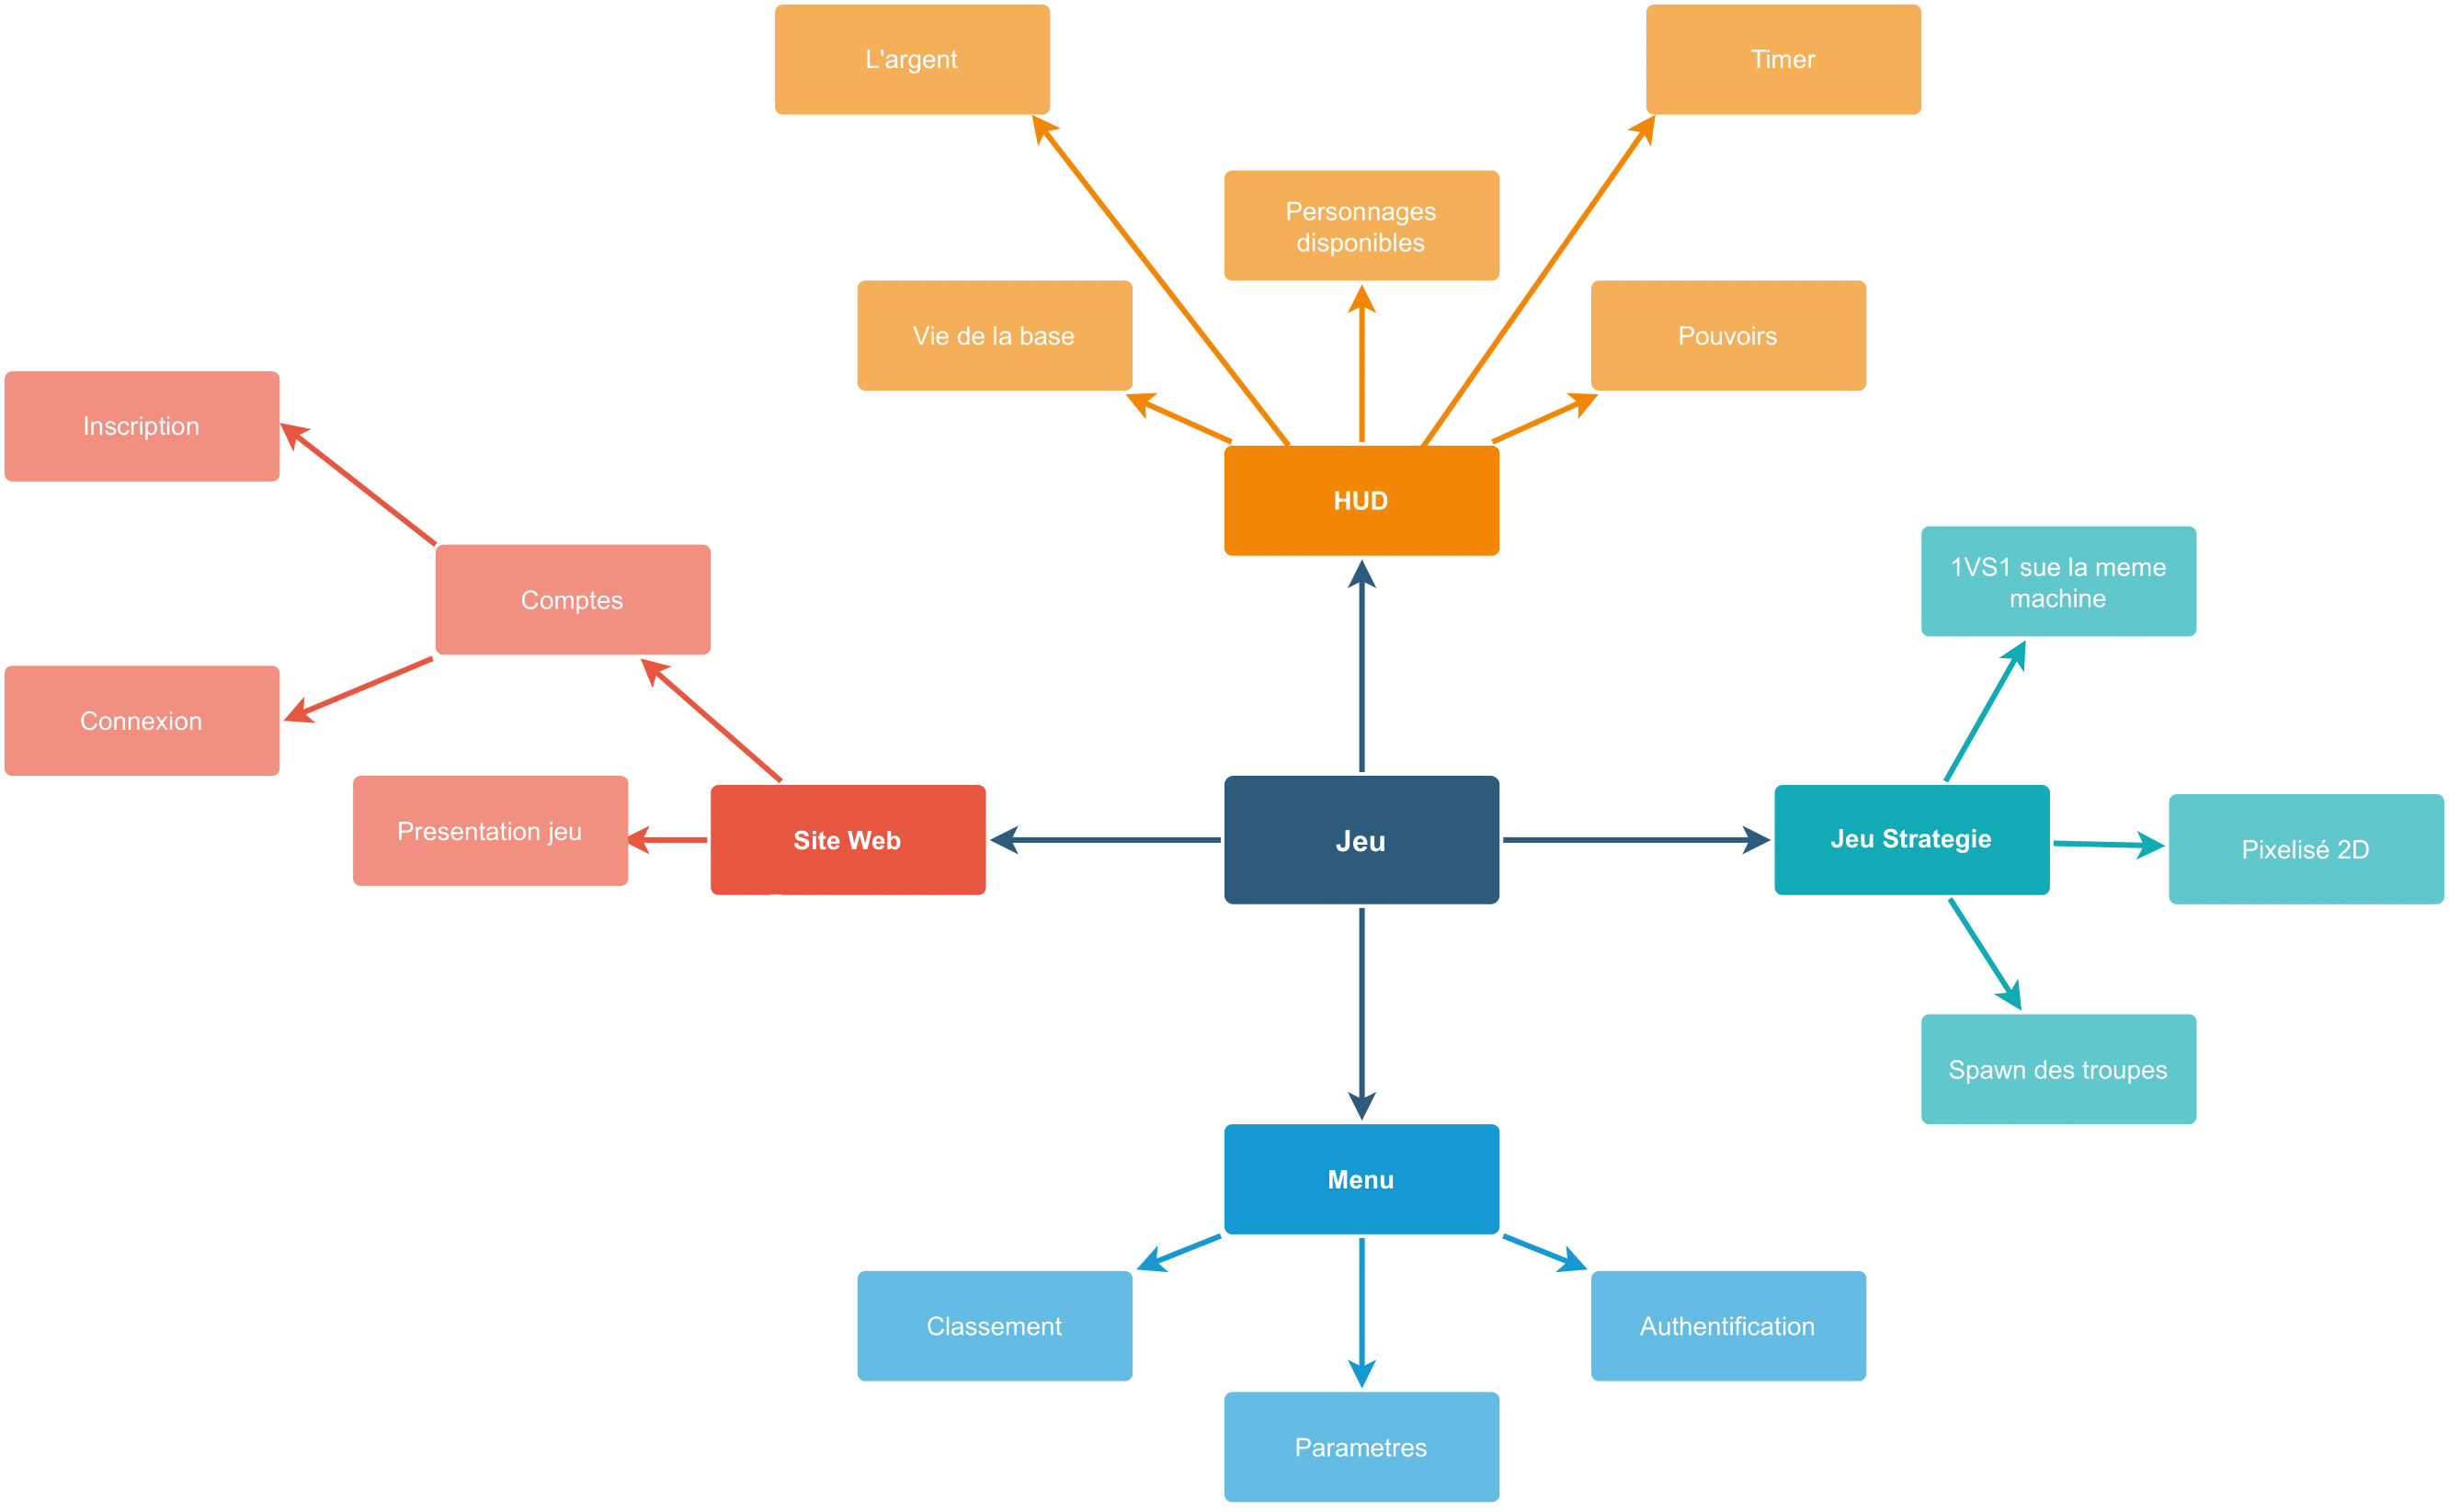 L'argent
Timer
Personnages
disponibles
Vie de la base
Pouvoirs
Inscription
HUD
1VS1 sue la meme
machine
Comptes
Connexion
Presentation jeu
Site Web
Jeu
Jeu Strategie
Pixelisé 2D
Spawn des troupes
Menu
Classement
Authentification
Parametres